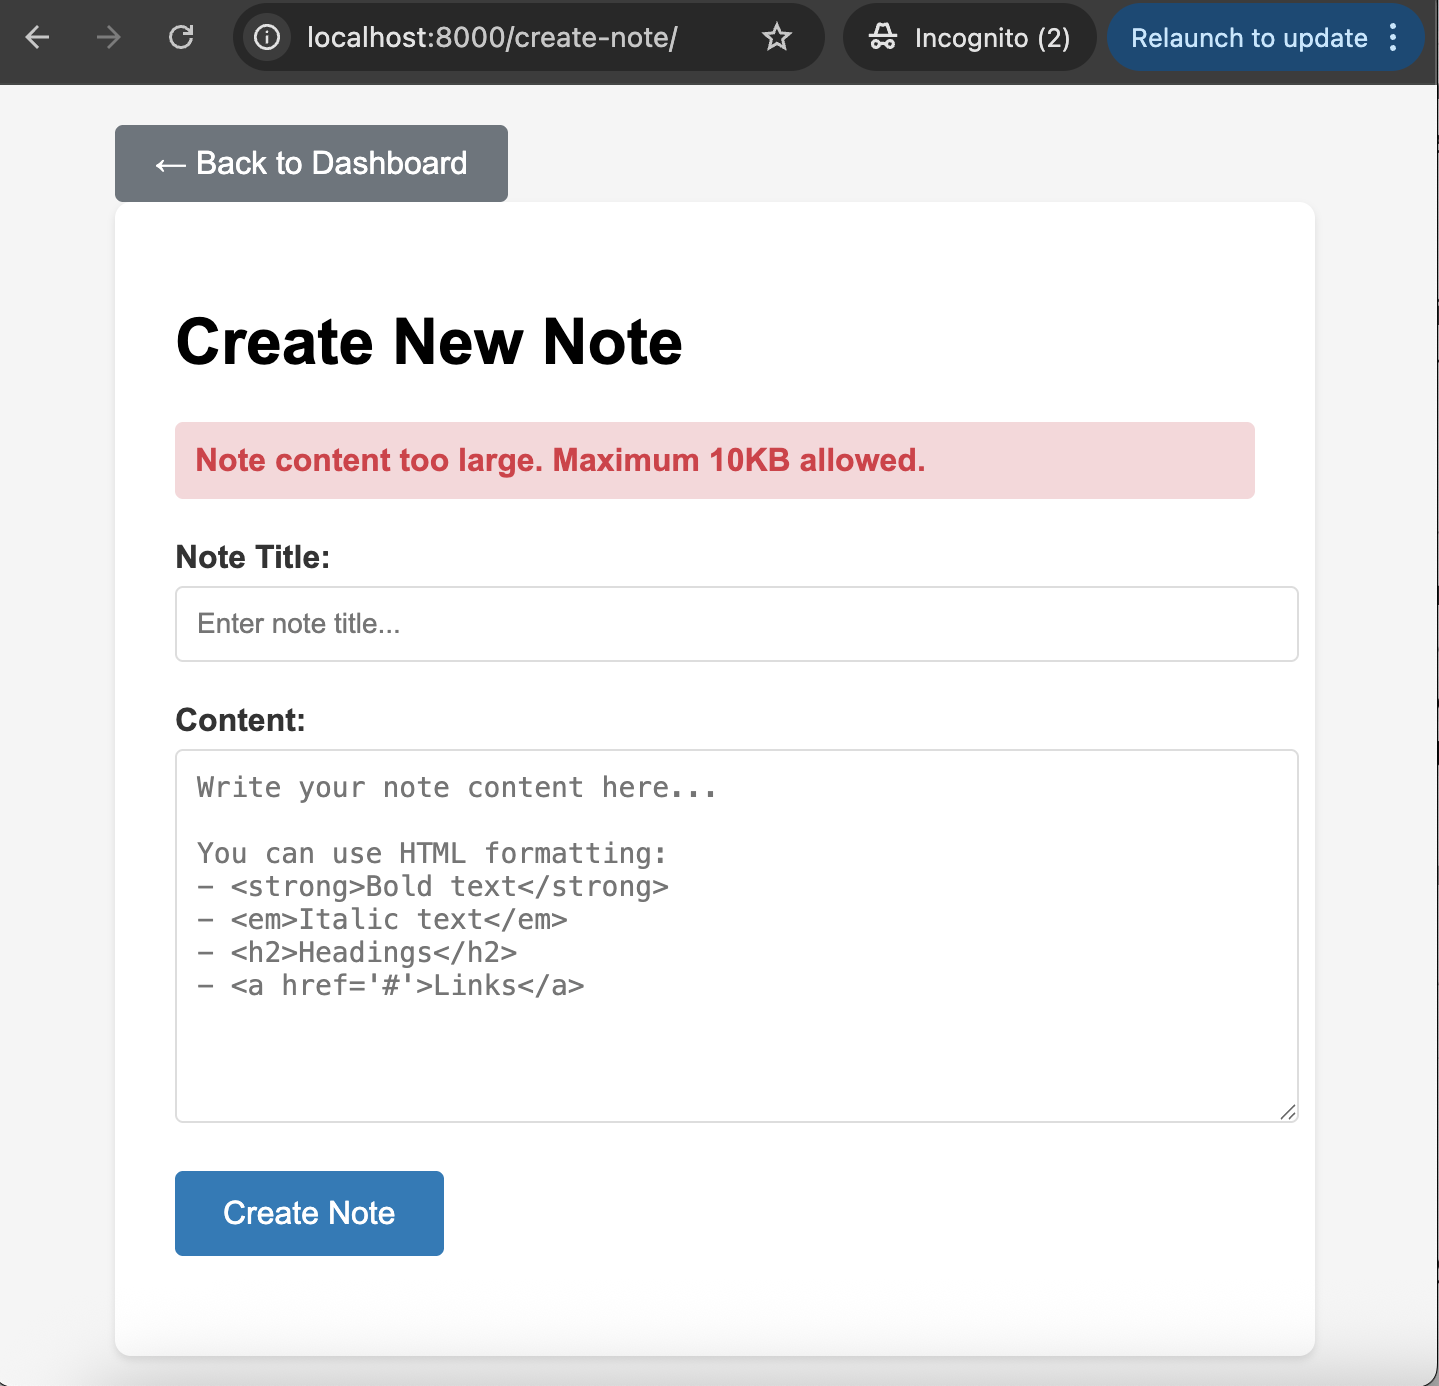 localhost:8000/create-note/
Incognito (2)
Relaunch to update
← Back to Dashboard
Create New Note
Note content too large. Maximum 10KB allowed.
Note Title:
Enter note title...
Content:
Write your note content here...
You can use HTML formatting:
- <strong>Bold text</strong>
- <em>Italic text</em>
- <h2>Headings</h2>
- <a href='#'>Links</a>
Create Note